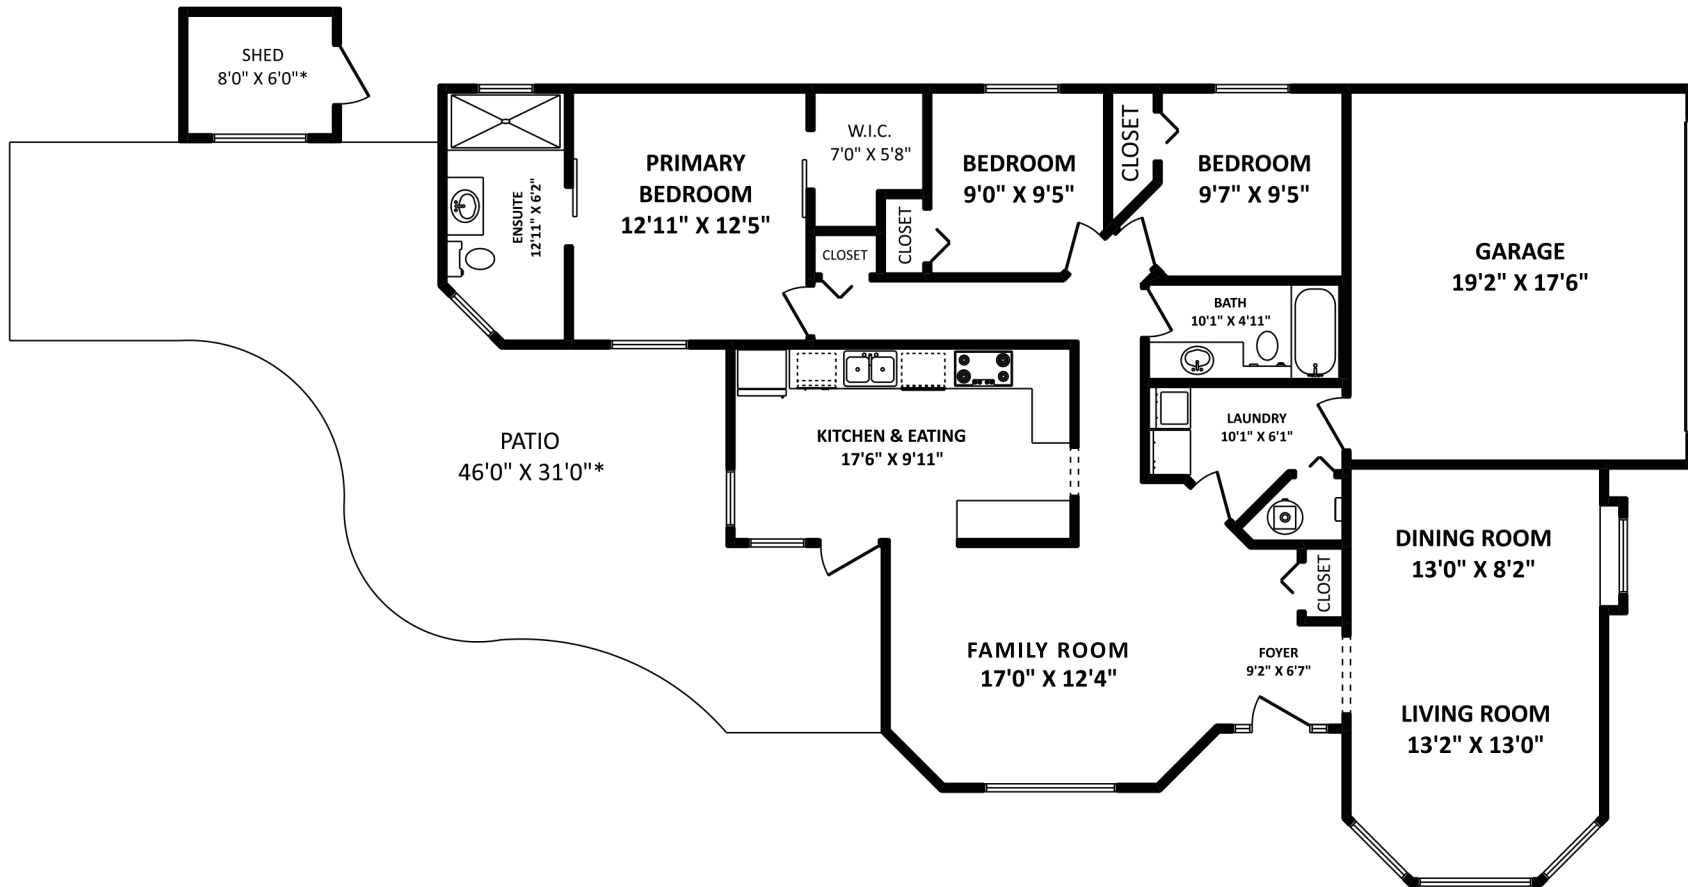 SHED
8'0" X 6'0"*
PRIMARY
BEDROOM
12'11" X 12'5"
W.I.C.
7'0" X 5'8"
BEDROOM
9'0" X 9'5"
CLOSET
BEDROOM
9'7" X 9'5"
ENSUITE
12'11" X 6'2"
CLOSET
CLOSET
GARAGE
19'2" X 17'6"
BATH
10'1" X 4'11"
PATIO
46'0" X 31'0"*
KITCHEN & EATING
17'6" X 9'11"
LAUNDRY
10'1" X 6'1"
DINING ROOM
13'0" X 8'2"
CLOSET
FAMILY ROOM
17'0" X 12'4"
FOYER
9'2" X 6'7"
LIVING ROOM
13'2" X 13'0"